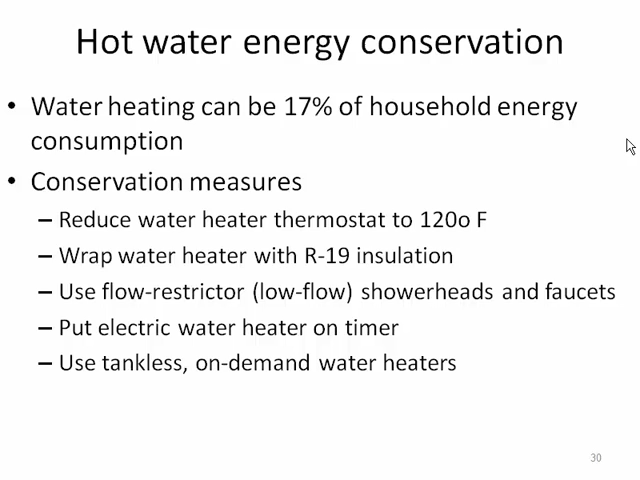 Hot water energy conservation
• Water heating can be 17% of household energy
consumption
• Conservation measures
– Reduce water heater thermostat to 120o F
– Wrap water heater with R-19 insulation
– Use flow-restrictor (low-flow) showerheads and faucets
– Put electric water heater on timer
– Use tankless, on-demand water heaters
30